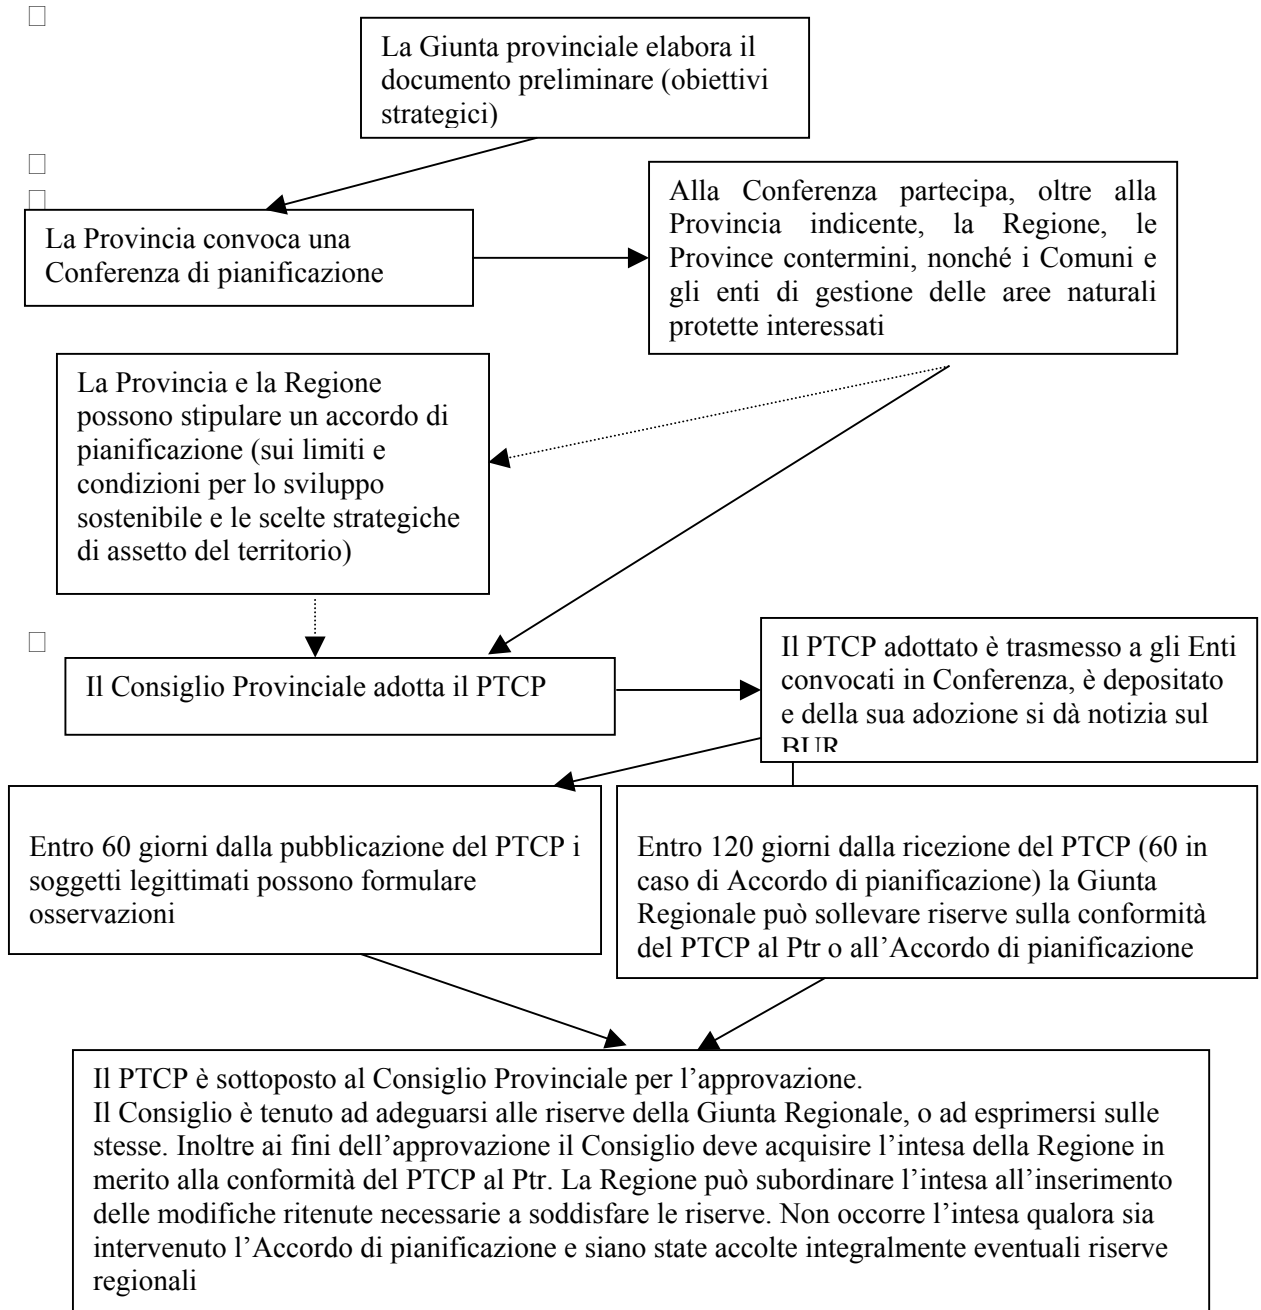 La Giunta provinciale elabora il
documento preliminare (obiettivi
strategici)
La Provincia convoca una
Conferenza di pianificazione
Alla Conferenza partecipa, oltre alla
Provincia indicente, la Regione, le
Province contermini, nonché i Comuni e
gli enti di gestione delle aree naturali
protette interessati
La Provincia e la Regione
possono stipulare un accordo di
pianificazione (sui limiti e
condizioni per lo sviluppo
sostenibile e le scelte strategiche
di assetto del territorio)
Il Consiglio Provinciale adotta il PTCP
Il PTCP adottato è trasmesso a gli Enti
convocati in Conferenza, è depositato
e della sua adozione si dà notizia sul
BUR
Entro 60 giorni dalla pubblicazione del PTCP i
soggetti legittimati possono formulare
osservazioni
Entro 120 giorni dalla ricezione del PTCP (60 in
caso di Accordo di pianificazione) la Giunta
Regionale può sollevare riserve sulla conformità
del PTCP al Ptr o all’Accordo di pianificazione
Il PTCP è sottoposto al Consiglio Provinciale per l’approvazione.
Il Consiglio è tenuto ad adeguarsi alle riserve della Giunta Regionale, o ad esprimersi sulle
stesse. Inoltre ai fini dell’approvazione il Consiglio deve acquisire l’intesa della Regione in
merito alla conformità del PTCP al Ptr. La Regione può subordinare l’intesa all’inserimento
delle modifiche ritenute necessarie a soddisfare le riserve. Non occorre l’intesa qualora sia
intervenuto l’Accordo di pianificazione e siano state accolte integralmente eventuali riserve
regionali